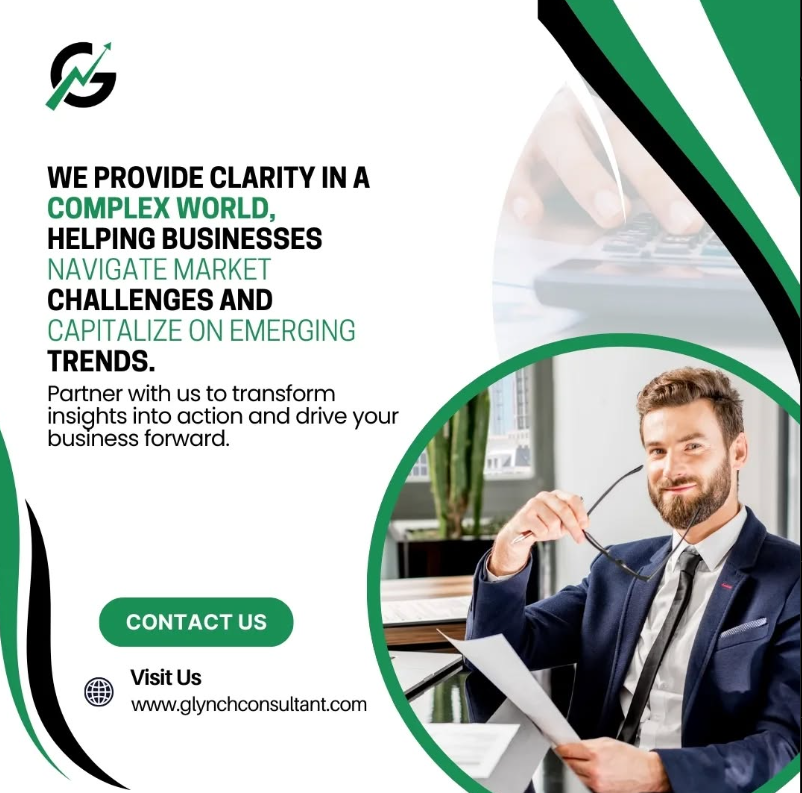 WE PROVIDE CLARITY IN A
COMPLEX WORLD,
HELPING BUSINESSES
NAVIGATE MARKET
CHALLENGES AND
CAPITALIZE ON EMERGING
TRENDS.
Partner with us to transform
insights into action and drive your
business forward.
CONTACT US
Visit Us
www.glynchconsultant.com